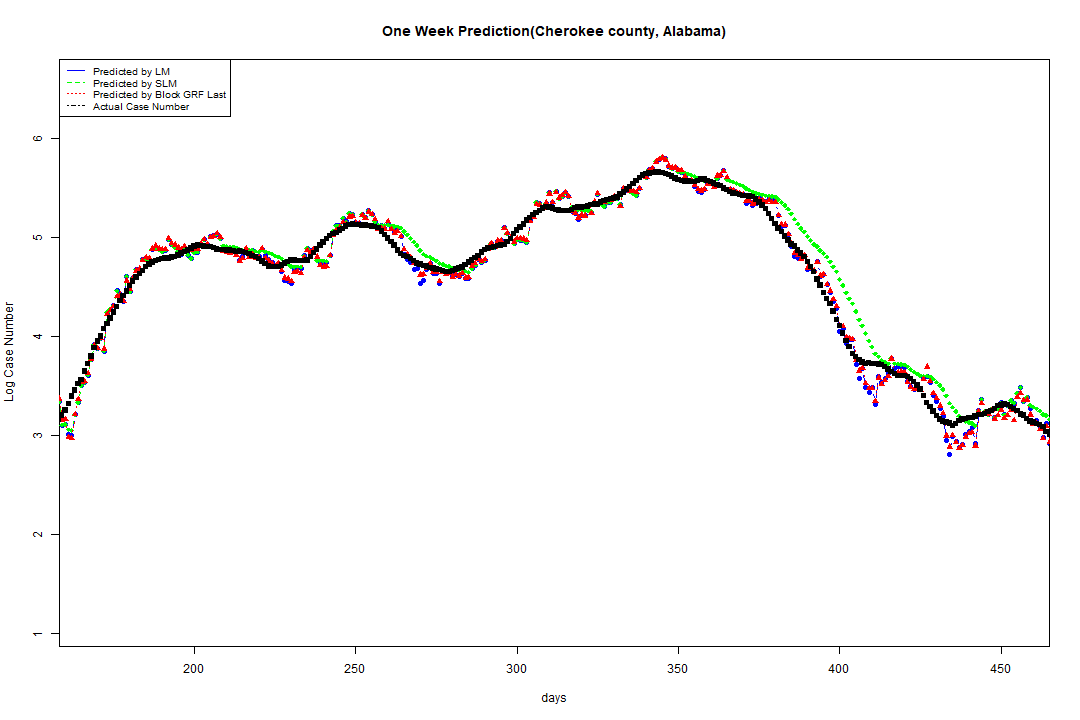 One Week Prediction(Cherokee county, Alabama)
Predicted by LM
Predicted by SLM
Predicted by Block GRF Last
Actual Case Number
6
5
4
3
2
1
Log Case Number
200 250 300 350 400 450
days